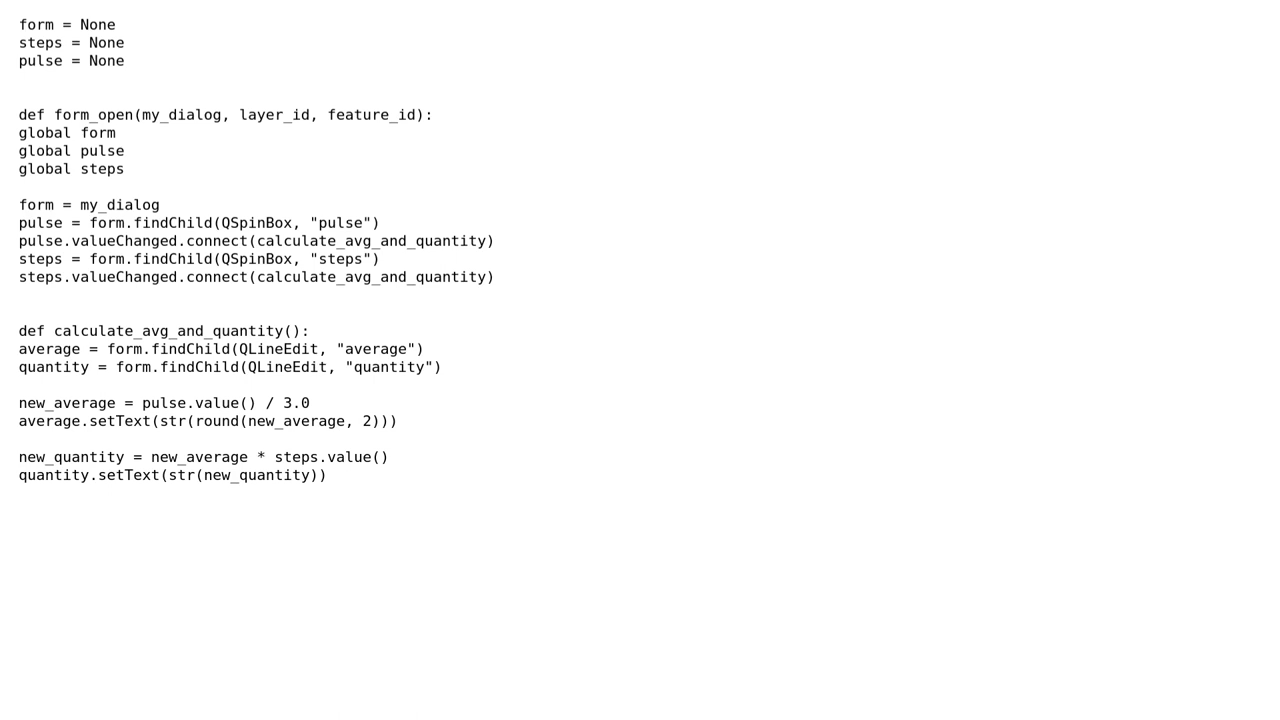 form = None
steps = None
pulse = None
def form_open(my_dialog, layer_id, feature_id):
global form
global pulse
global steps
form = my_dialog
pulse = form.findChild(QSpinBox, "pulse")
pulse.valueChanged.connect(calculate_avg_and_quantity)
steps = form.findChild(QSpinBox, "steps")
steps.valueChanged.connect(calculate_avg_and_quantity)
def calculate_avg_and_quantity():
average = form.findChild(QLineEdit, "average")
quantity = form.findChild(QLineEdit, "quantity")
new_average = pulse.value() / 3.0
average.setText(str(round(new_average, 2)))
new_quantity = new_average * steps.value()
quantity.setText(str(new_quantity))